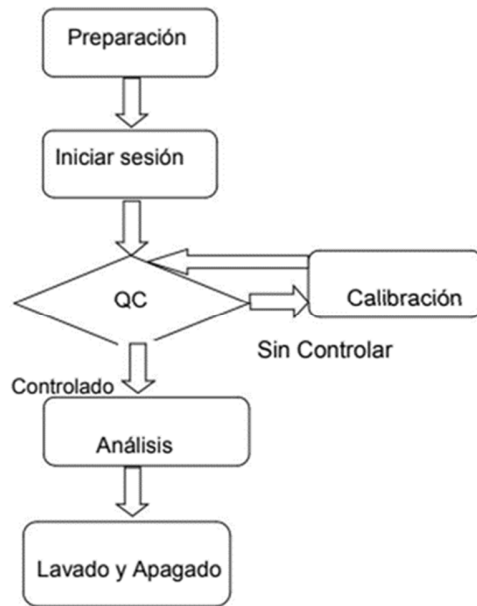 Preparación
Iniciar sesión
QC
Calibración
Sin Controlar
Controlado
Análisis
Lavado y Apagado